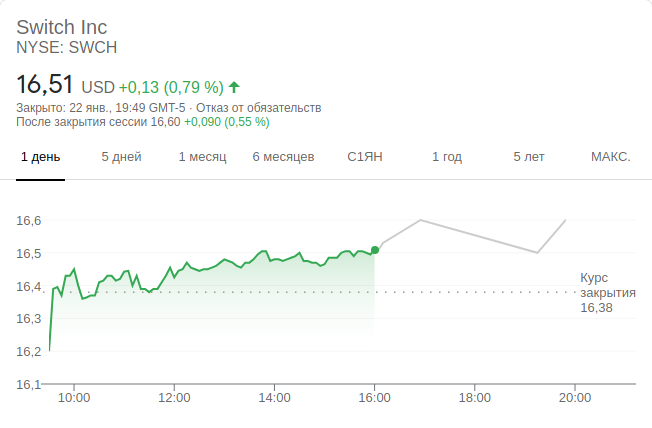 Switch Inc
NYSE: SWCH
16,51 USD +0,13 (0,79 %)
Закрыто: 22 янв., 19:49 GMT-5 · Отказ от обязательств
После закрытия сессии 16,60 +0,090 (0,55 %)
1 день 5 дней 1 месяц 6 месяцев С1ЯН 1 год 5 лет МАКС.
16,6
16,5
16,4
16,3
16,2
16,1
Курс
закрытия
16,38
10:00 12:00 14:00 16:00 18:00 20:00